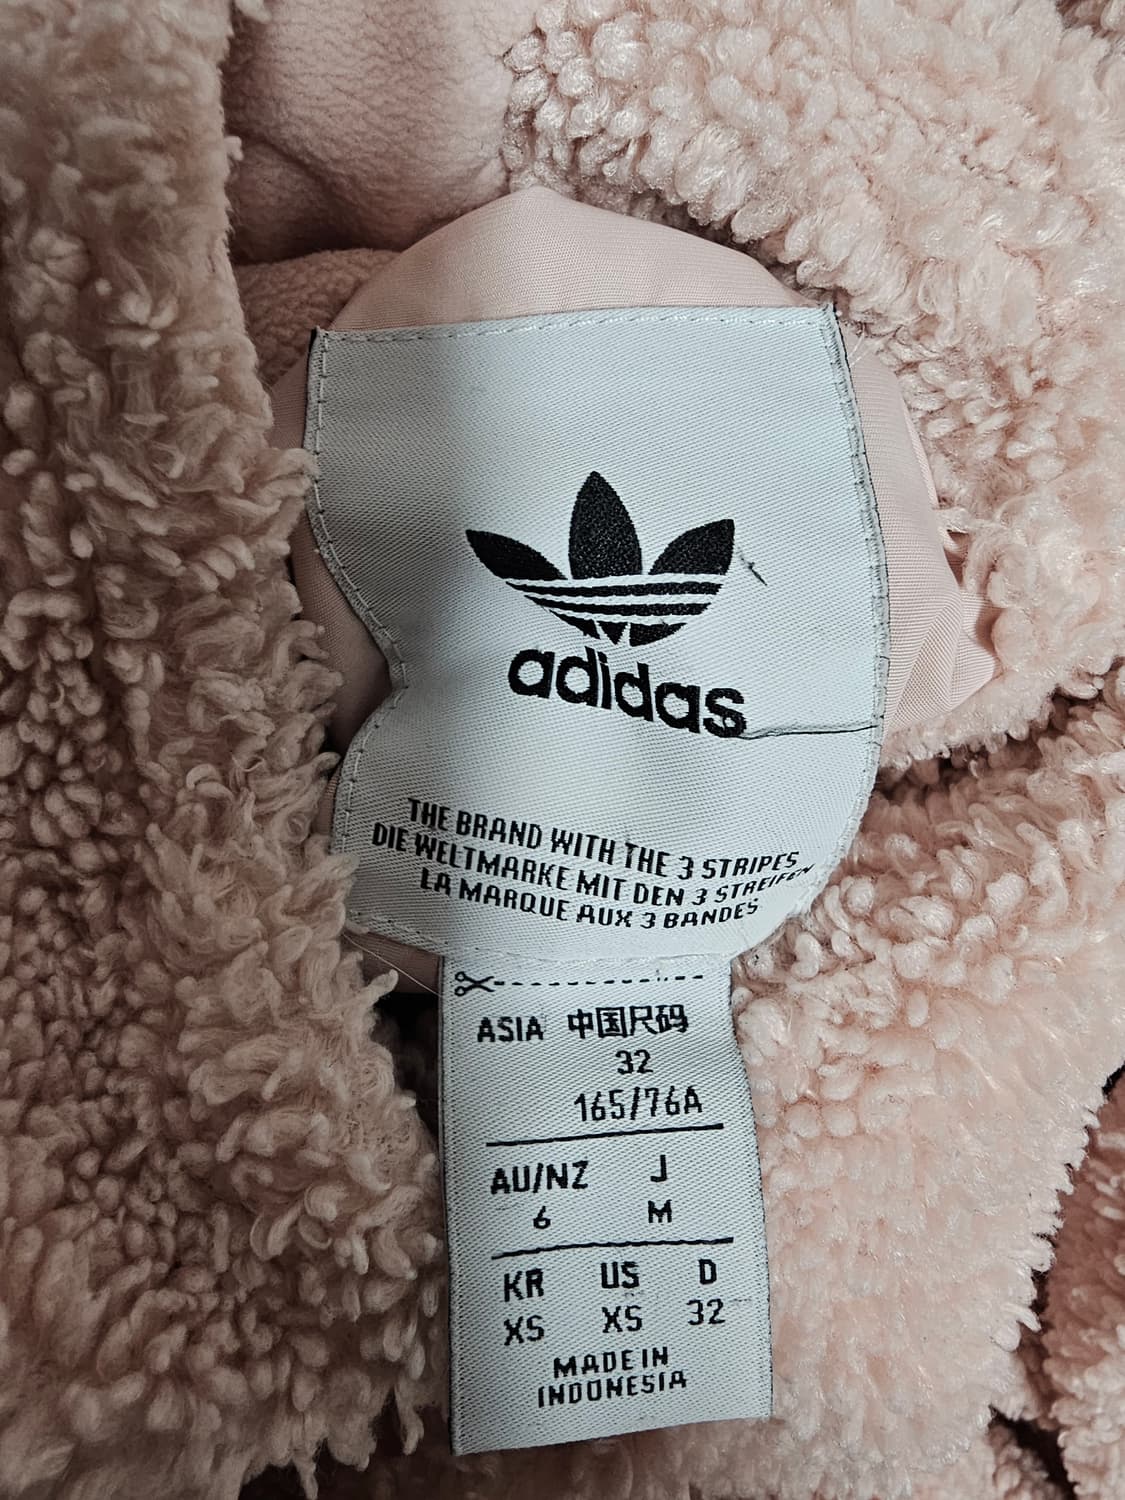 adidas
THE BRAND WITH THE 3 STRIPES
DIE WELTMARKE MIT DEN 3 STREIFEN
LA MARQUE AUX 3 BANDES
ASIA 中国尺码
32
165/76A
AU/NZ J
6 M
KR US D
XS XS 32
MADE IN
INDONESIA